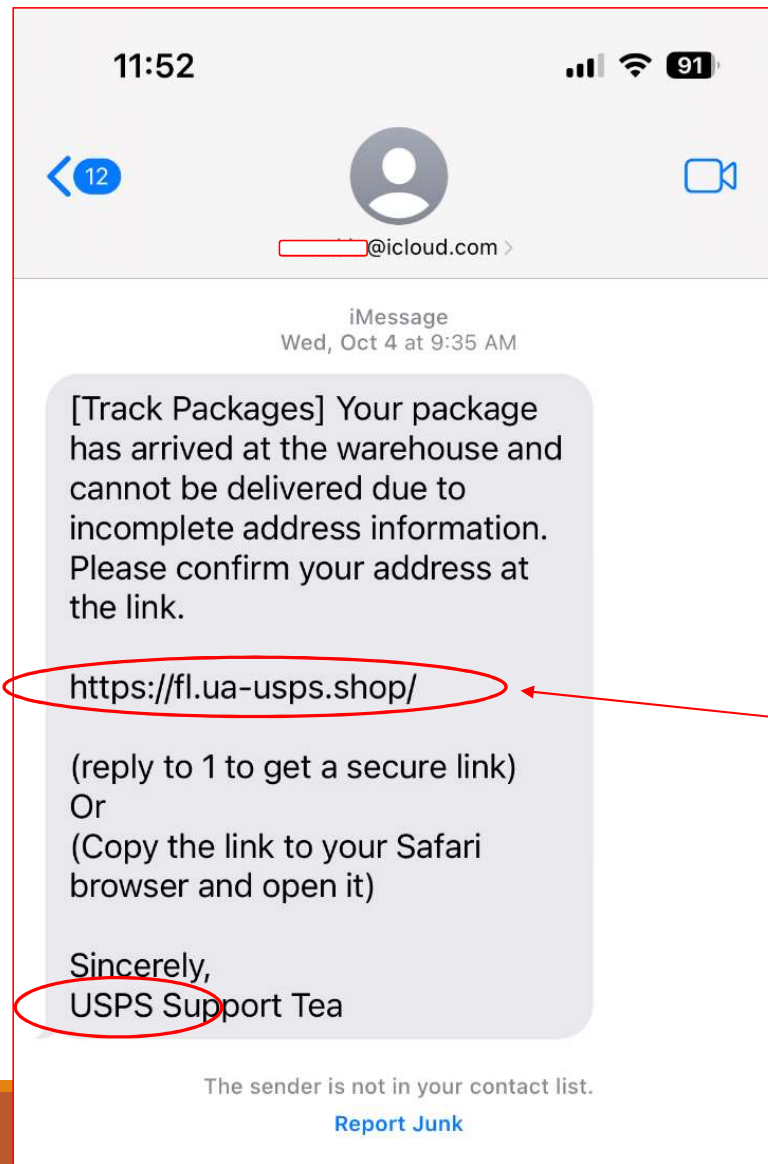 11:52
91
12
@icloud.com
iMessage
Wed, Oct 4 at 9:35 AM
[Track Packages] Your package
has arrived at the warehouse and
cannot be delivered due to
incomplete address information.
Please confirm your address at
the link.
https://fl.ua-usps.shop/
(reply to 1 to get a secure link)
Or
(Copy the link to your Safari
browser and open it)
Sincerely,
USPS Support Tea
The sender is not in your contact list.
Report Junk